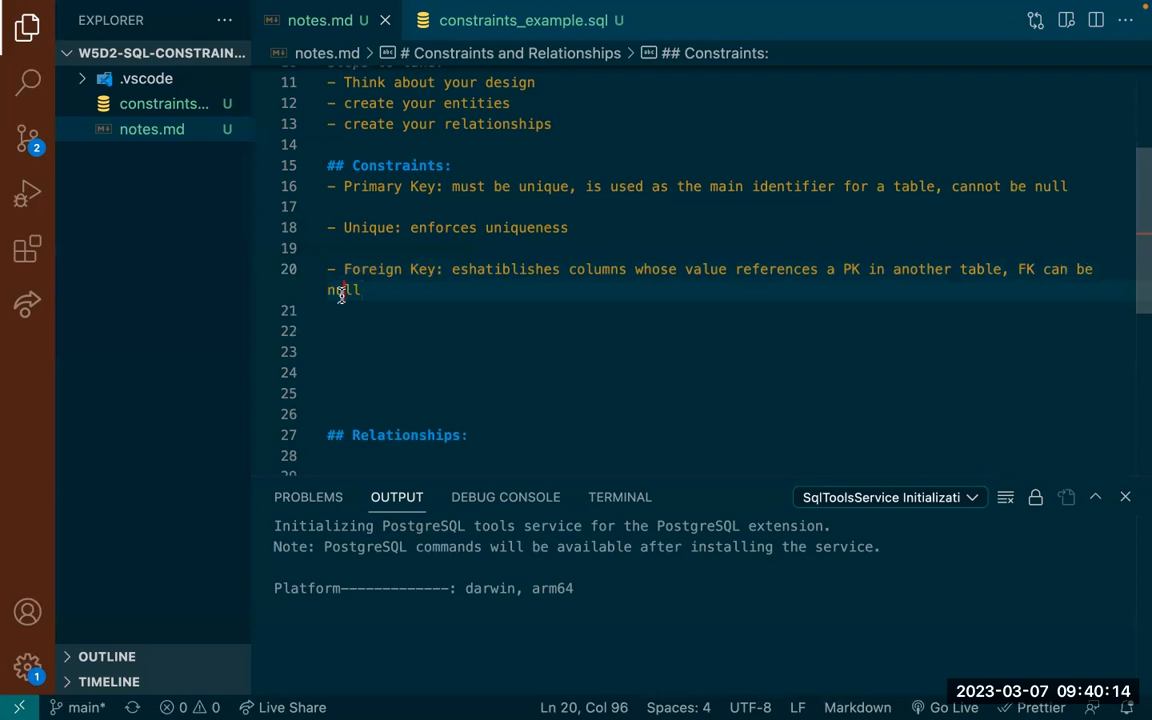 EXPLORER
notes.md U
constraints_example.sql U
W5D2-SQL-CONSTRAIN...
notes.md > # Constraints and Relationships > ## Constraints:
.vscode
constraints... U
notes.md U
11 - Think about your design
12 - create your entities
13 - create your relationships
14
15 ## Constraints:
16 - Primary Key: must be unique, is used as the main identifier for a table, cannot be null
17
18 - Unique: enforces uniqueness
19
20 - Foreign Key: eshatiblishes columns whose value references a PK in another table, FK can be
null
21
22
23
24
25
26
27 ## Relationships:
28
2
PROBLEMS OUTPUT DEBUG CONSOLE TERMINAL SqlToolsService Initializati
Initializing PostgreSQL tools service for the PostgreSQL extension.
Note: PostgreSQL commands will be available after installing the service.
Platform-------------: darwin, arm64
OUTLINE
1
TIMELINE
2023-03-07 09:40:14
main* 0 0 Live Share Ln 20, Col 96 Spaces: 4 UTF-8 LF Markdown Go Live Prettier